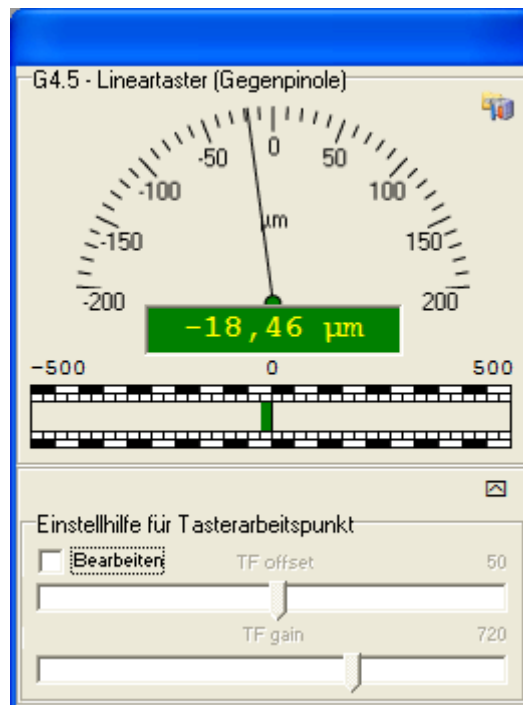 G4.5 - Lineartaster (Gegenpinole)
-50 0 50
-100 100
µm
-150 150
-200 200
-18,46 µm
-500 0 500
Einstellhilfe für Tasterarbeitspunkt
Bearbeiten TF offset 50
TF gain 720